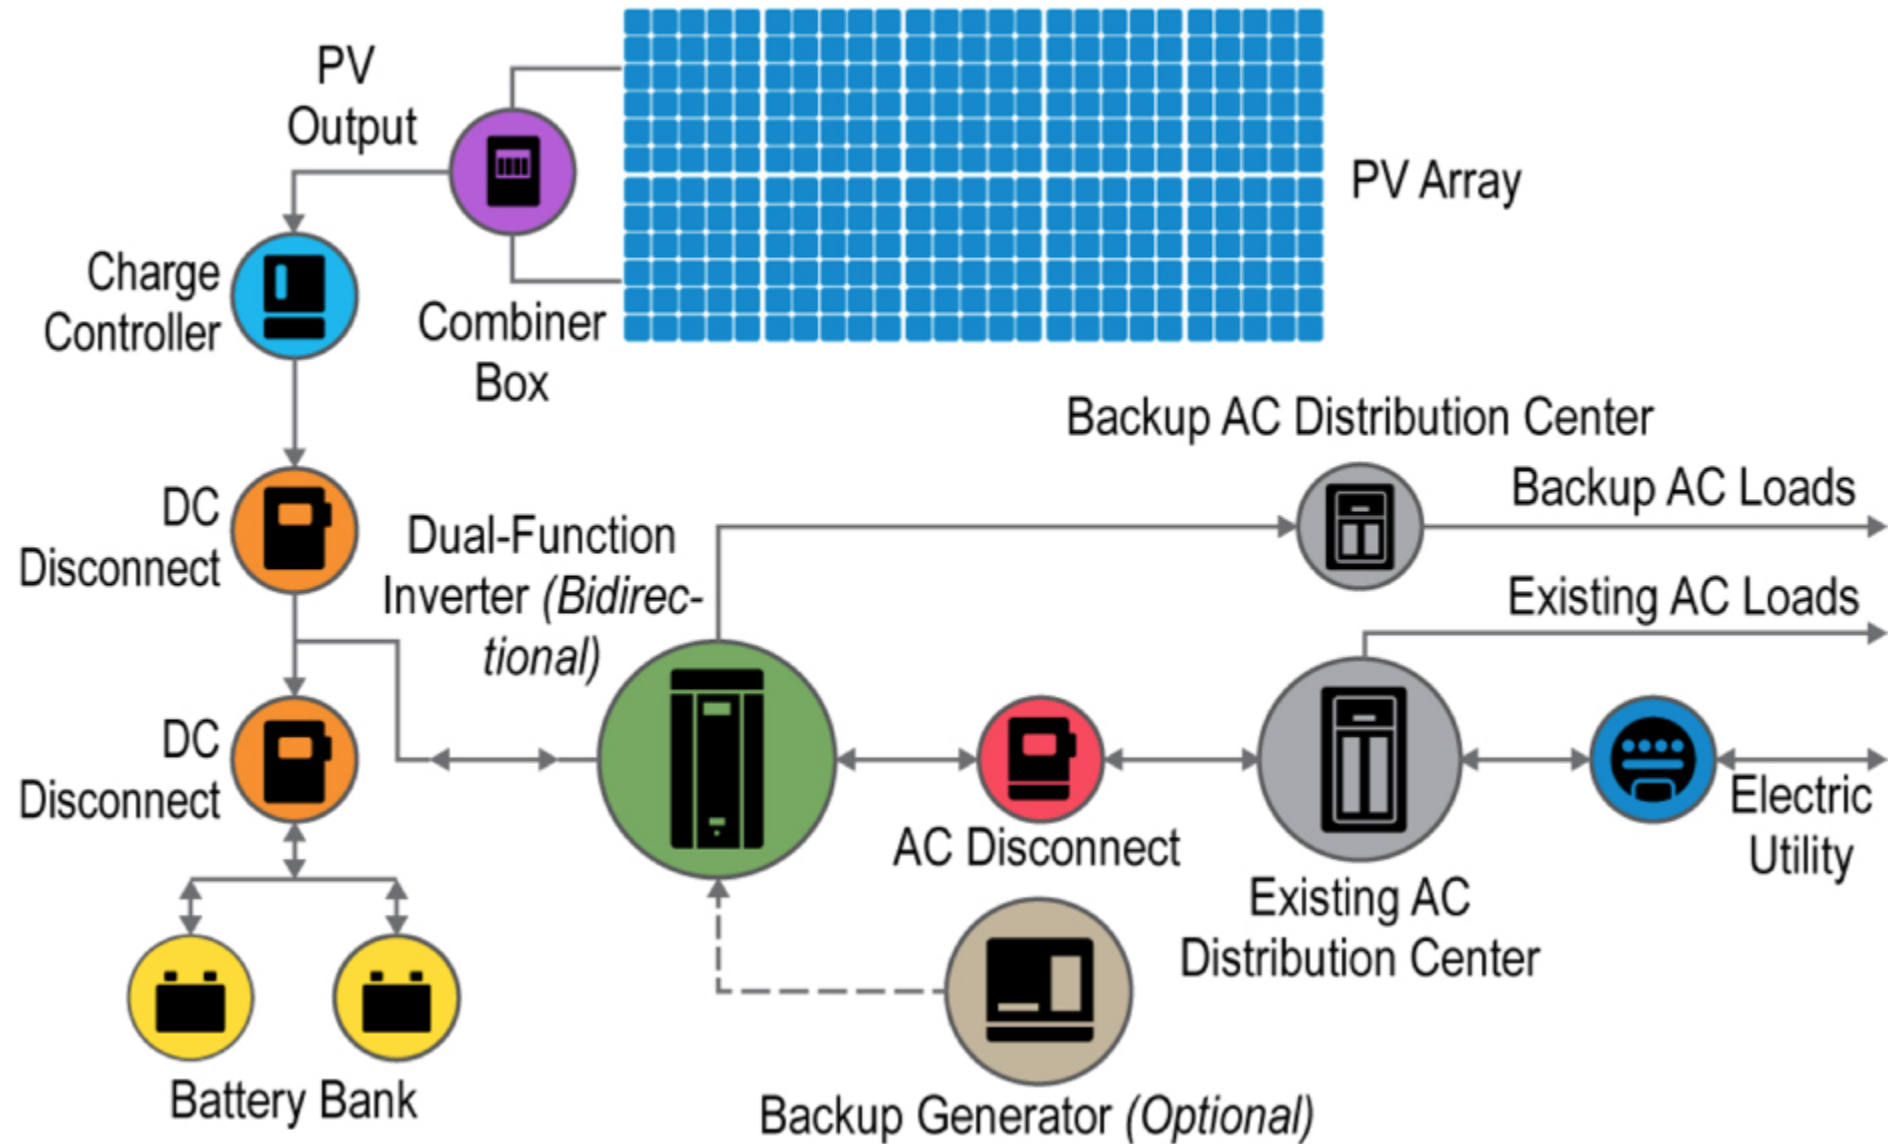 PV
Output
PV Array
Charge
Controller
Combiner
Box
Backup AC Distribution Center
Backup AC Loads
DC
Disconnect
Dual-Function
Inverter (Bidirec-
tional)
Existing AC Loads
DC
Disconnect
AC Disconnect
Electric
Utility
Existing AC
Distribution Center
Battery Bank
Backup Generator (Optional)